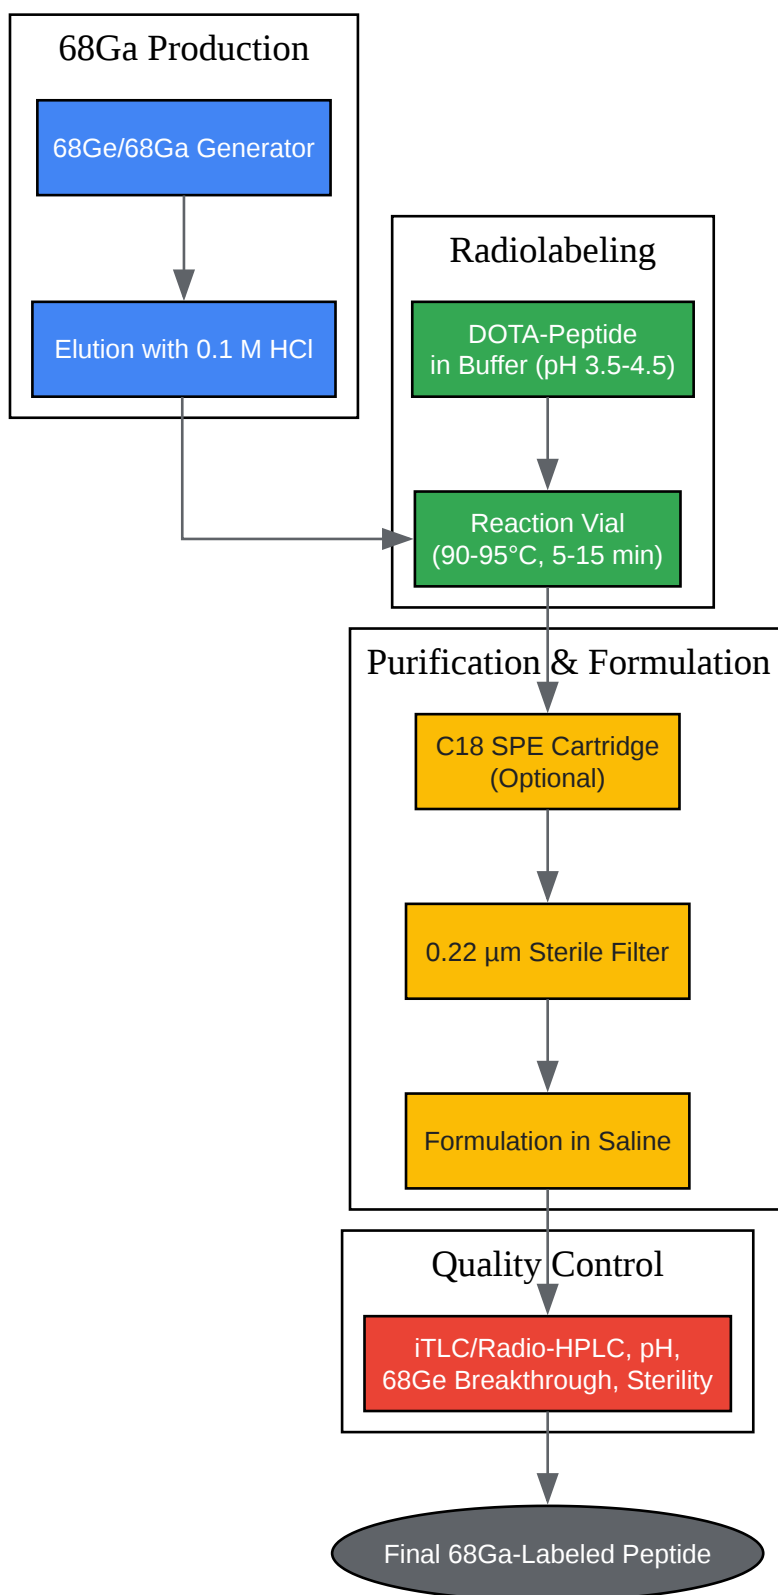 68Ga Production
68Ge/68Ga Generator
Elution with 0.1 M HCl
Radiolabeling
DOTA-Peptide
in Buffer (pH 3.5-4.5)
Reaction Vial
(90-95°C, 5-15 min)
Purification & Formulation
C18 SPE Cartridge
(Optional)
0.22 µm Sterile Filter
Formulation in Saline
Quality Control
iTLC/Radio-HPLC, pH,
68Ge Breakthrough, Sterility
Final 68Ga-Labeled Peptide